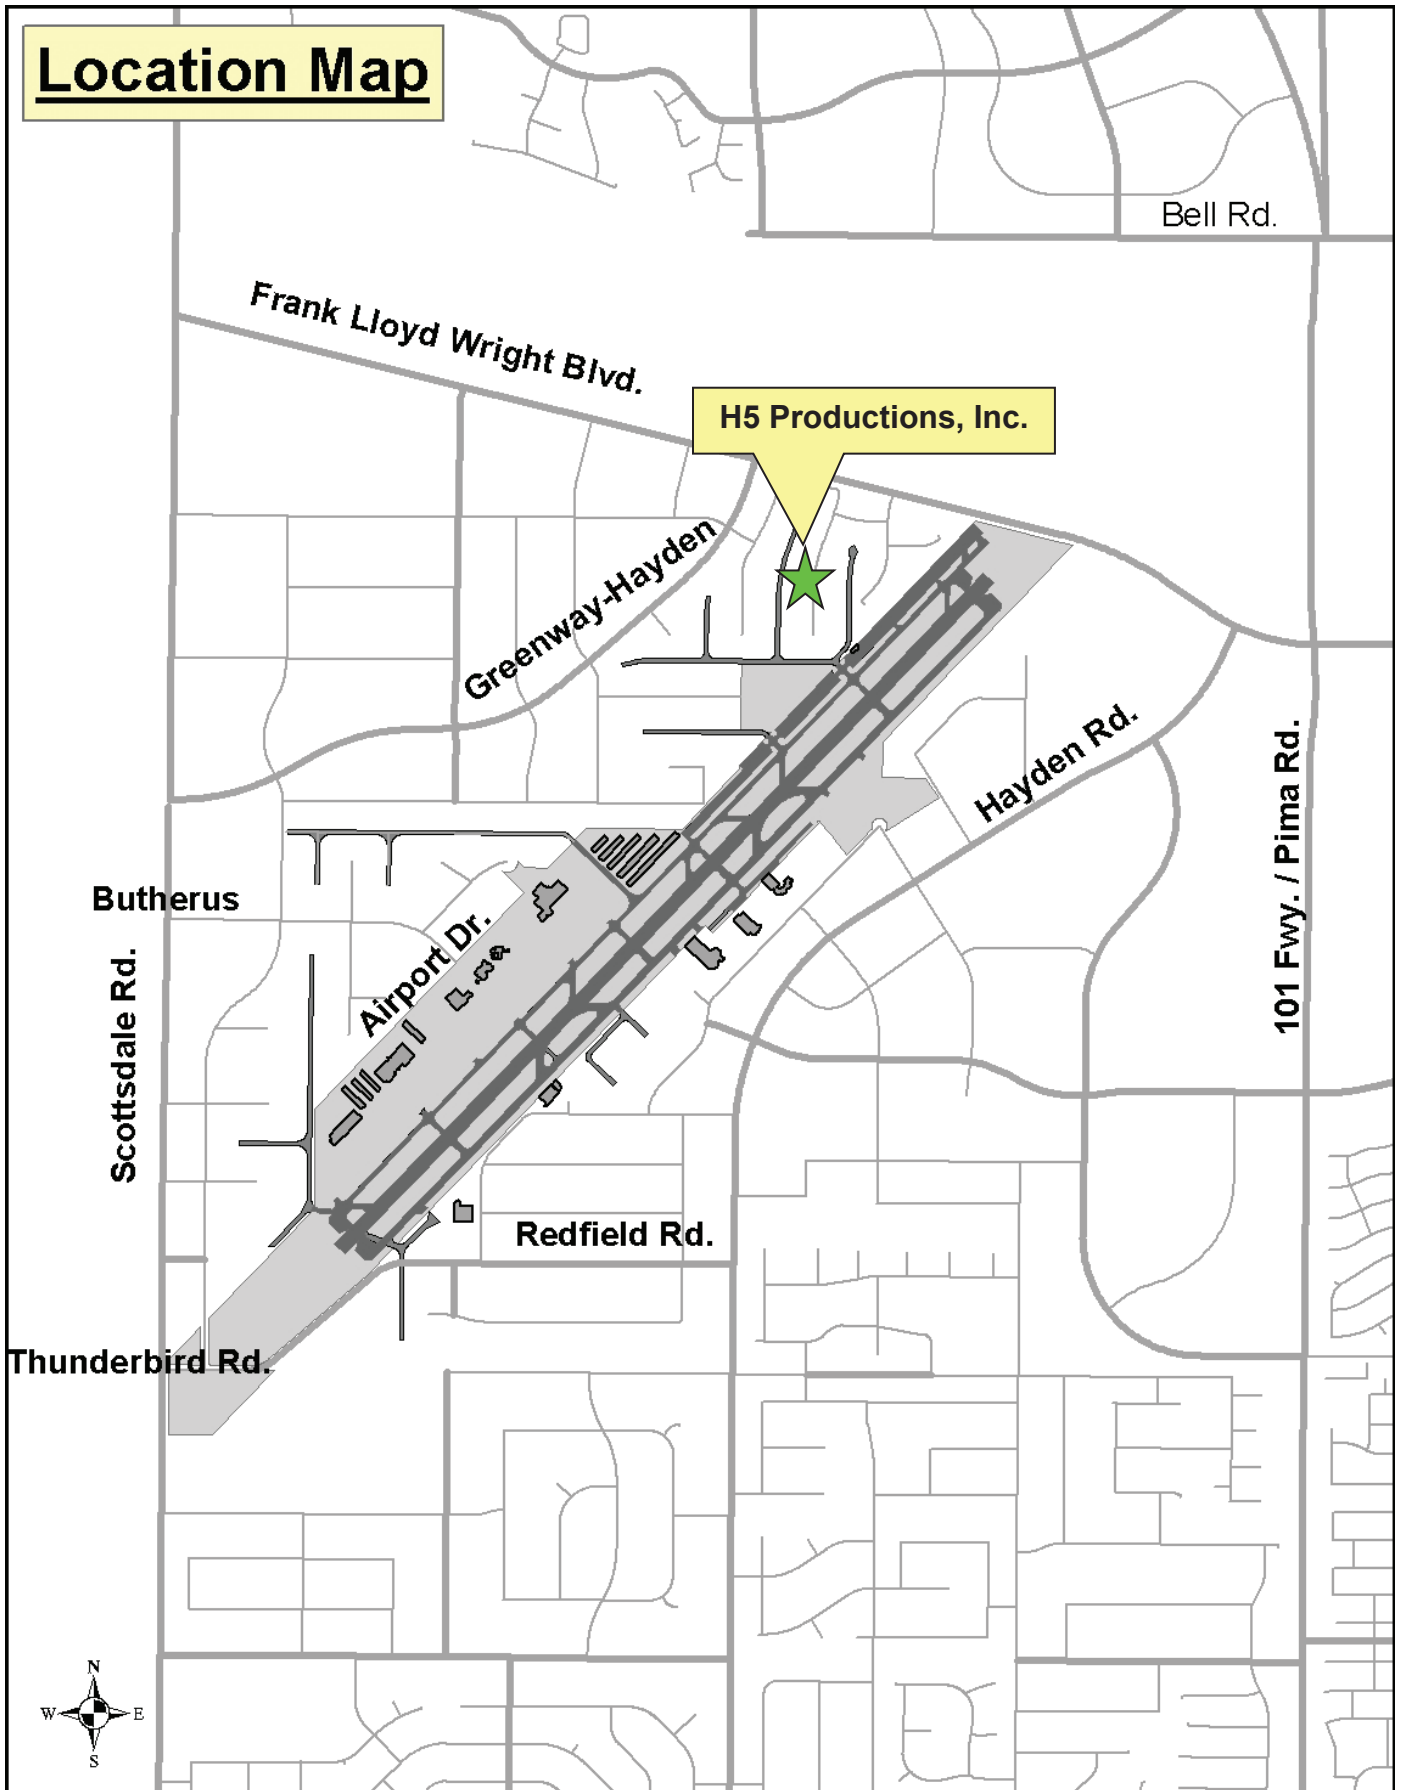 Location Map
Bell Rd.
Frank Lloyd Wright Blvd.
H5 Productions, Inc.
Greenway-Hayden
Hayden Rd.
101 Fwy. / Pima Rd.
Butherus
Airport Dr.
Scottsdale Rd.
Redfield Rd.
Thunderbird Rd.
N
W
E
S